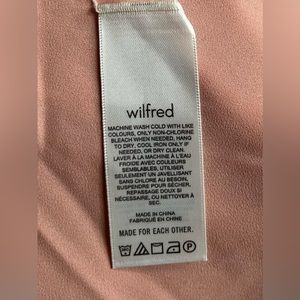 wilfred
MACHINE WASH COLD WITH LIKE
COLOURS, ONLY NON-CHLORINE
BLEACH WHEN NEEDED, HANG
TO DRY, COOL IRON ONLY IF
NEEDED, OR DRY CLEAN.
LAVER À LA MACHINE À L'EAU
FROIDE AVEC COULEURS
SEMBLABLES, UTILISER
SEULEMENT UN JAVELLISANT
SANS CHLORE AU BESOIN,
SUSPENDRE POUR SÉCHER,
REPASSAGE DOUX SI
NÉCESSAIRE, OU NETTOYER À
SEC.
MADE IN CHINA
FABRIQUÉ EN CHINE
MADE FOR EACH OTHER.
P